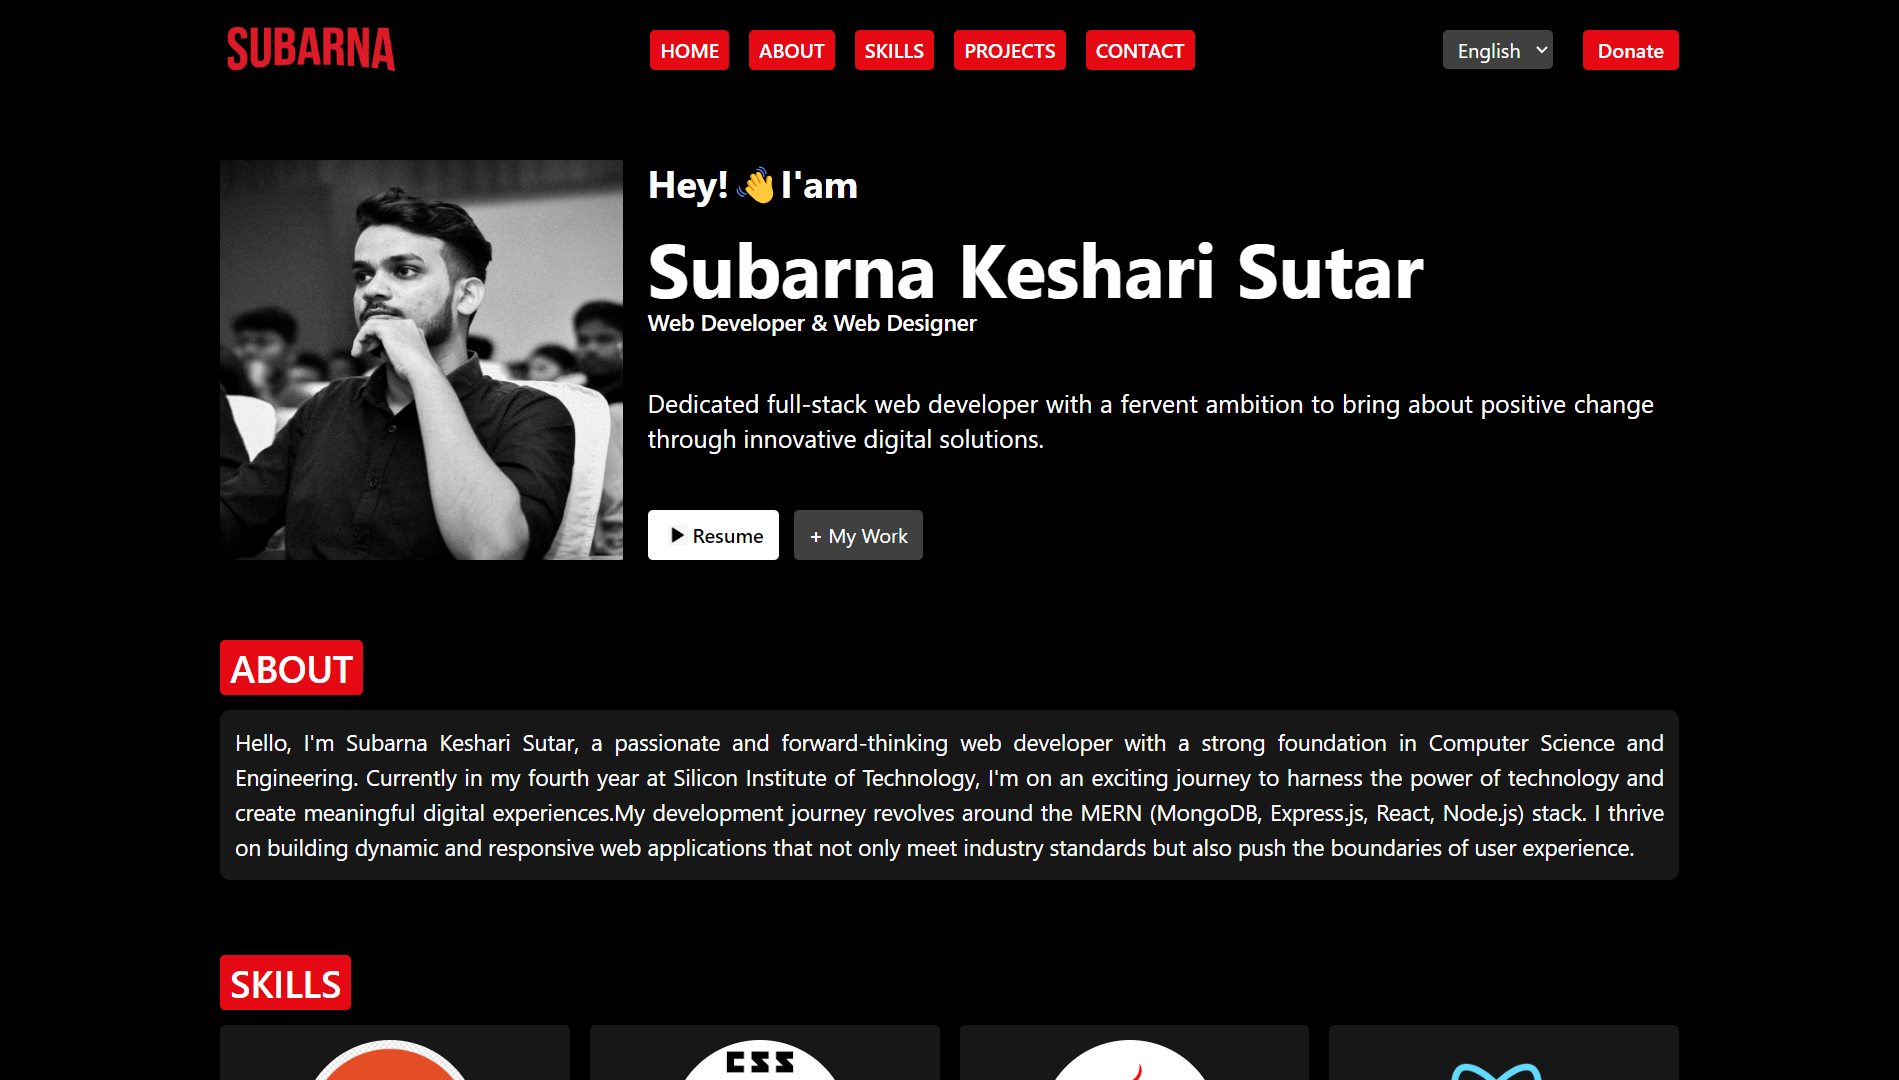 SUBARNA
HOME
ABOUT
SKILLS
PROJECTS
CONTACT
English
Donate
Hey! 👋 I'am
Subarna Keshari Sutar
Web Developer & Web Designer
Dedicated full-stack web developer with a fervent ambition to bring about positive change
through innovative digital solutions.
Resume
+ My Work
ABOUT
Hello, I'm Subarna Keshari Sutar, a passionate and forward-thinking web developer with a strong foundation in Computer Science and
Engineering. Currently in my fourth year at Silicon Institute of Technology, I'm on an exciting journey to harness the power of technology and
create meaningful digital experiences.My development journey revolves around the MERN (MongoDB, Express.js, React, Node.js) stack. I thrive
on building dynamic and responsive web applications that not only meet industry standards but also push the boundaries of user experience.
SKILLS
CSS